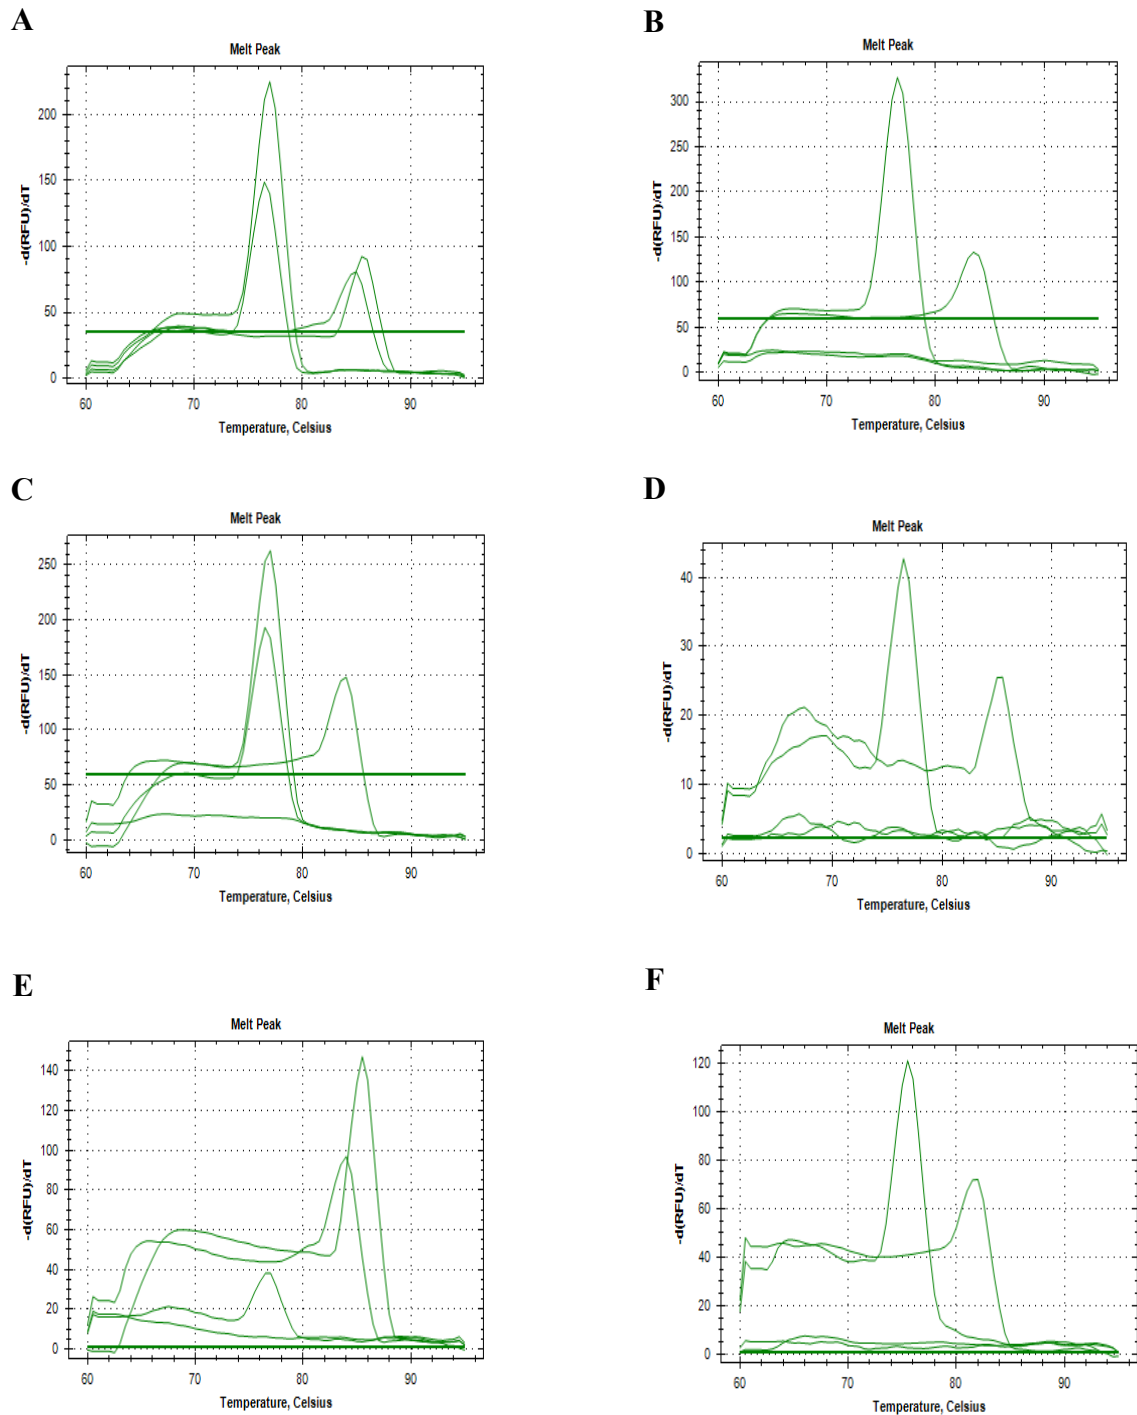 A
Melt Peak
-d(RFU)/dT
200
150
100
50
0
60 70 80 90
Temperature, Celsius
B
Melt Peak
-d(RFU)/dT
300
250
200
150
100
50
0
60 70 80 90
Temperature, Celsius
C
Melt Peak
-d(RFU)/dT
250
200
150
100
50
0
60 70 80 90
Temperature, Celsius
D
Melt Peak
-d(RFU)/dT
40
30
20
10
0
60 70 80 90
Temperature, Celsius
E
Melt Peak
-d(RFU)/dT
140
120
100
80
60
40
20
0
60 70 80 90
Temperature, Celsius
F
Melt Peak
-d(RFU)/dT
120
100
80
60
40
20
0
60 70 80 90
Temperature, Celsius